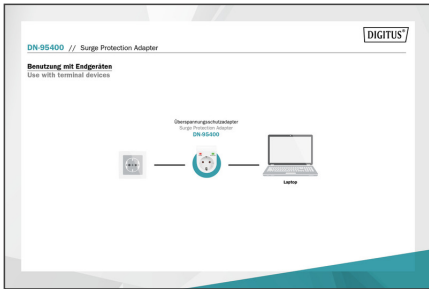 DIGITUS®
DN-95400 // Surge Protection Adapter
Benutzung mit Endgeräten
Use with terminal devices
Überspannungsschutzadapter
Surge Protection Adapter
DN-95400
Laptop